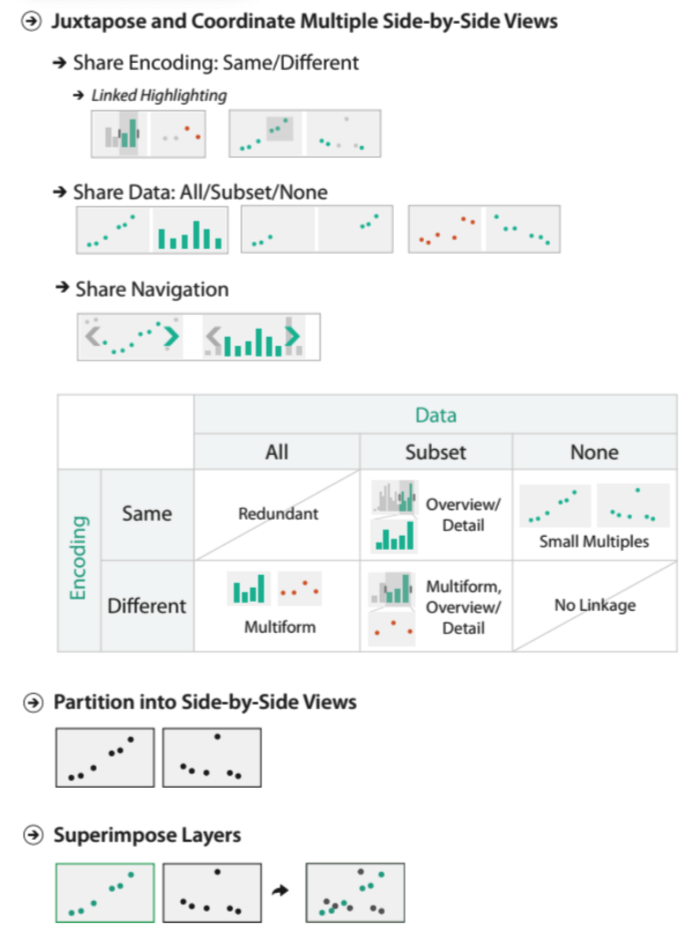 Juxtapose and Coordinate Multiple Side-by-Side Views
Share Encoding: Same/Different
Linked Highlighting
Share Data: All/Subset/None
Share Navigation
Data
All
Subset
None
Encoding
Same
Redundant
Overview/
Detail
Small Multiples
Different
Multiform
Multiform,
Overview/
Detail
No Linkage
Partition into Side-by-Side Views
Superimpose Layers